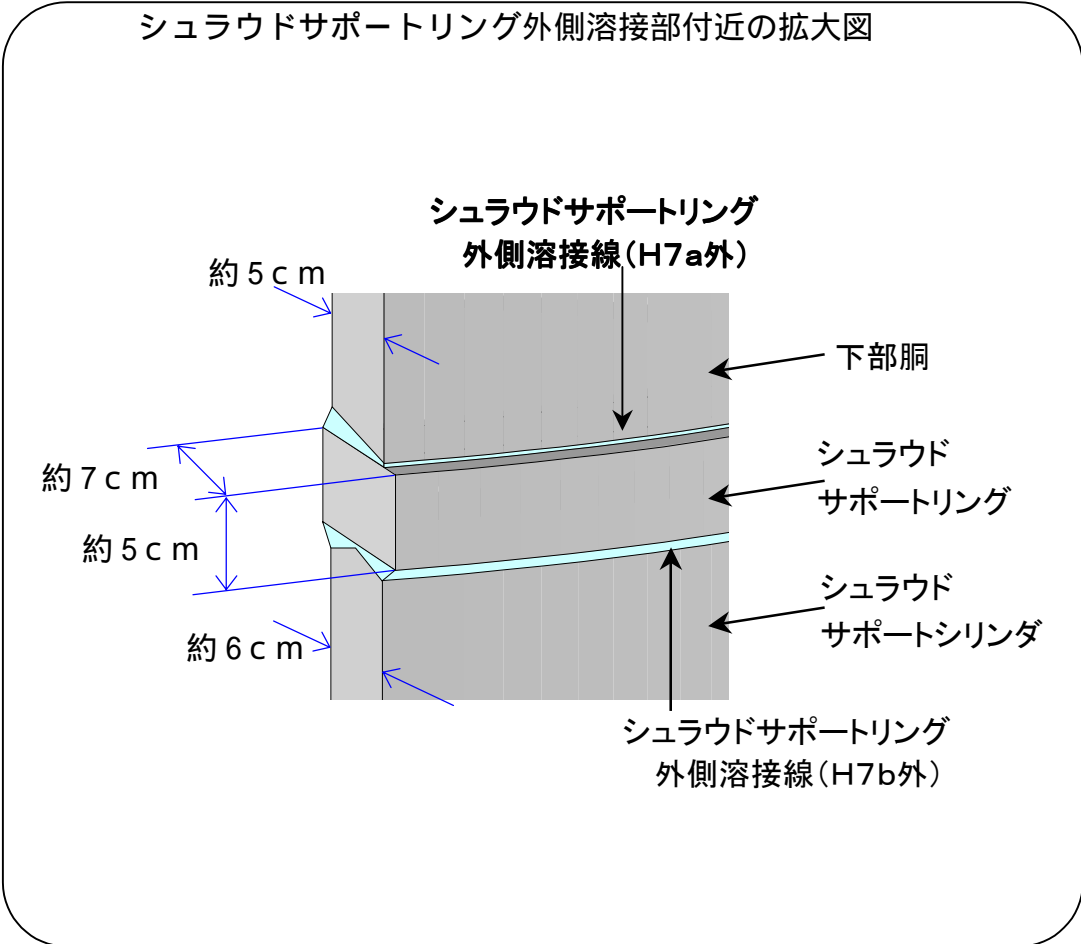 シュラウドサポートリング外側溶接部付近の拡大図
シュラウドサポートリング
外側溶接線(H7a外)
約5cm
下部胴
シュラウド
サポートリング
約7cm
約5cm
シュラウド
サポートシリンダ
約6cm
シュラウドサポートリング
外側溶接線(H7b外)